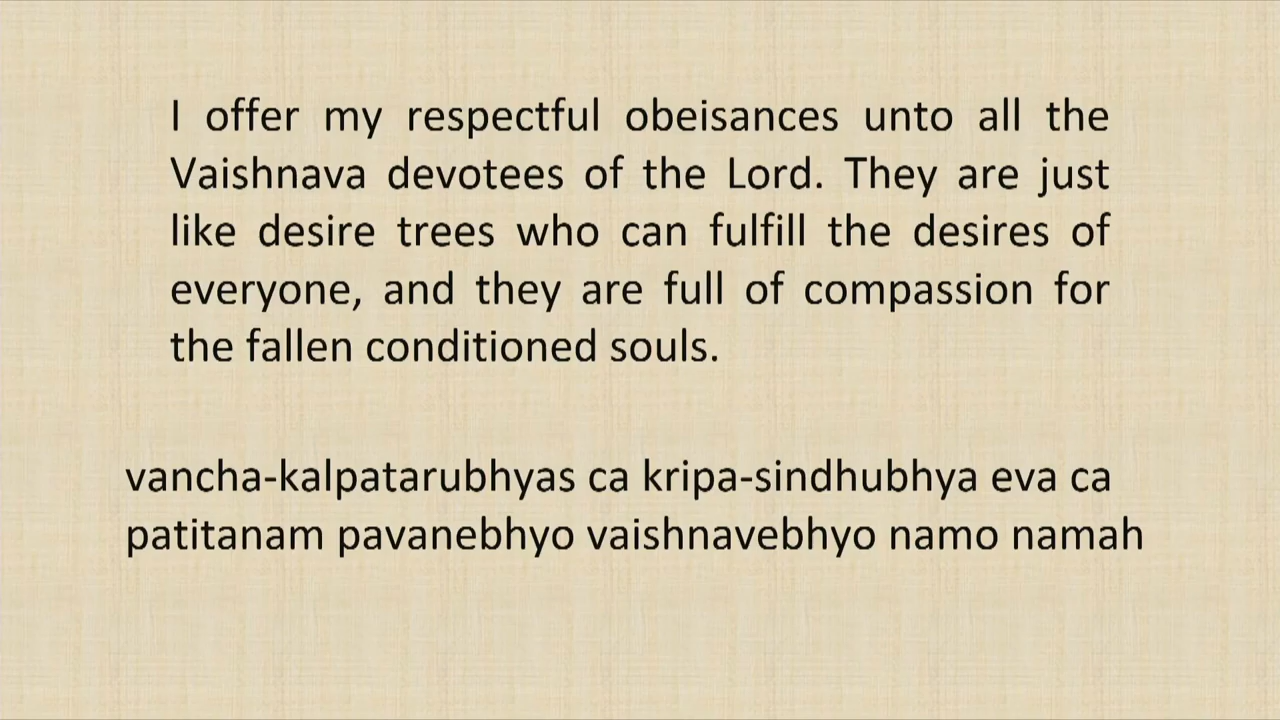 I offer my respectful obeisances unto all the
Vaishnava devotees of the Lord. They are just
like desire trees who can fulfill the desires of
everyone, and they are full of compassion for
the fallen conditioned souls.
vancha-kalpatarubhyas ca kripa-sindhubhya eva ca
patitanam pavanebhyo vaishnavebhyo namo namah